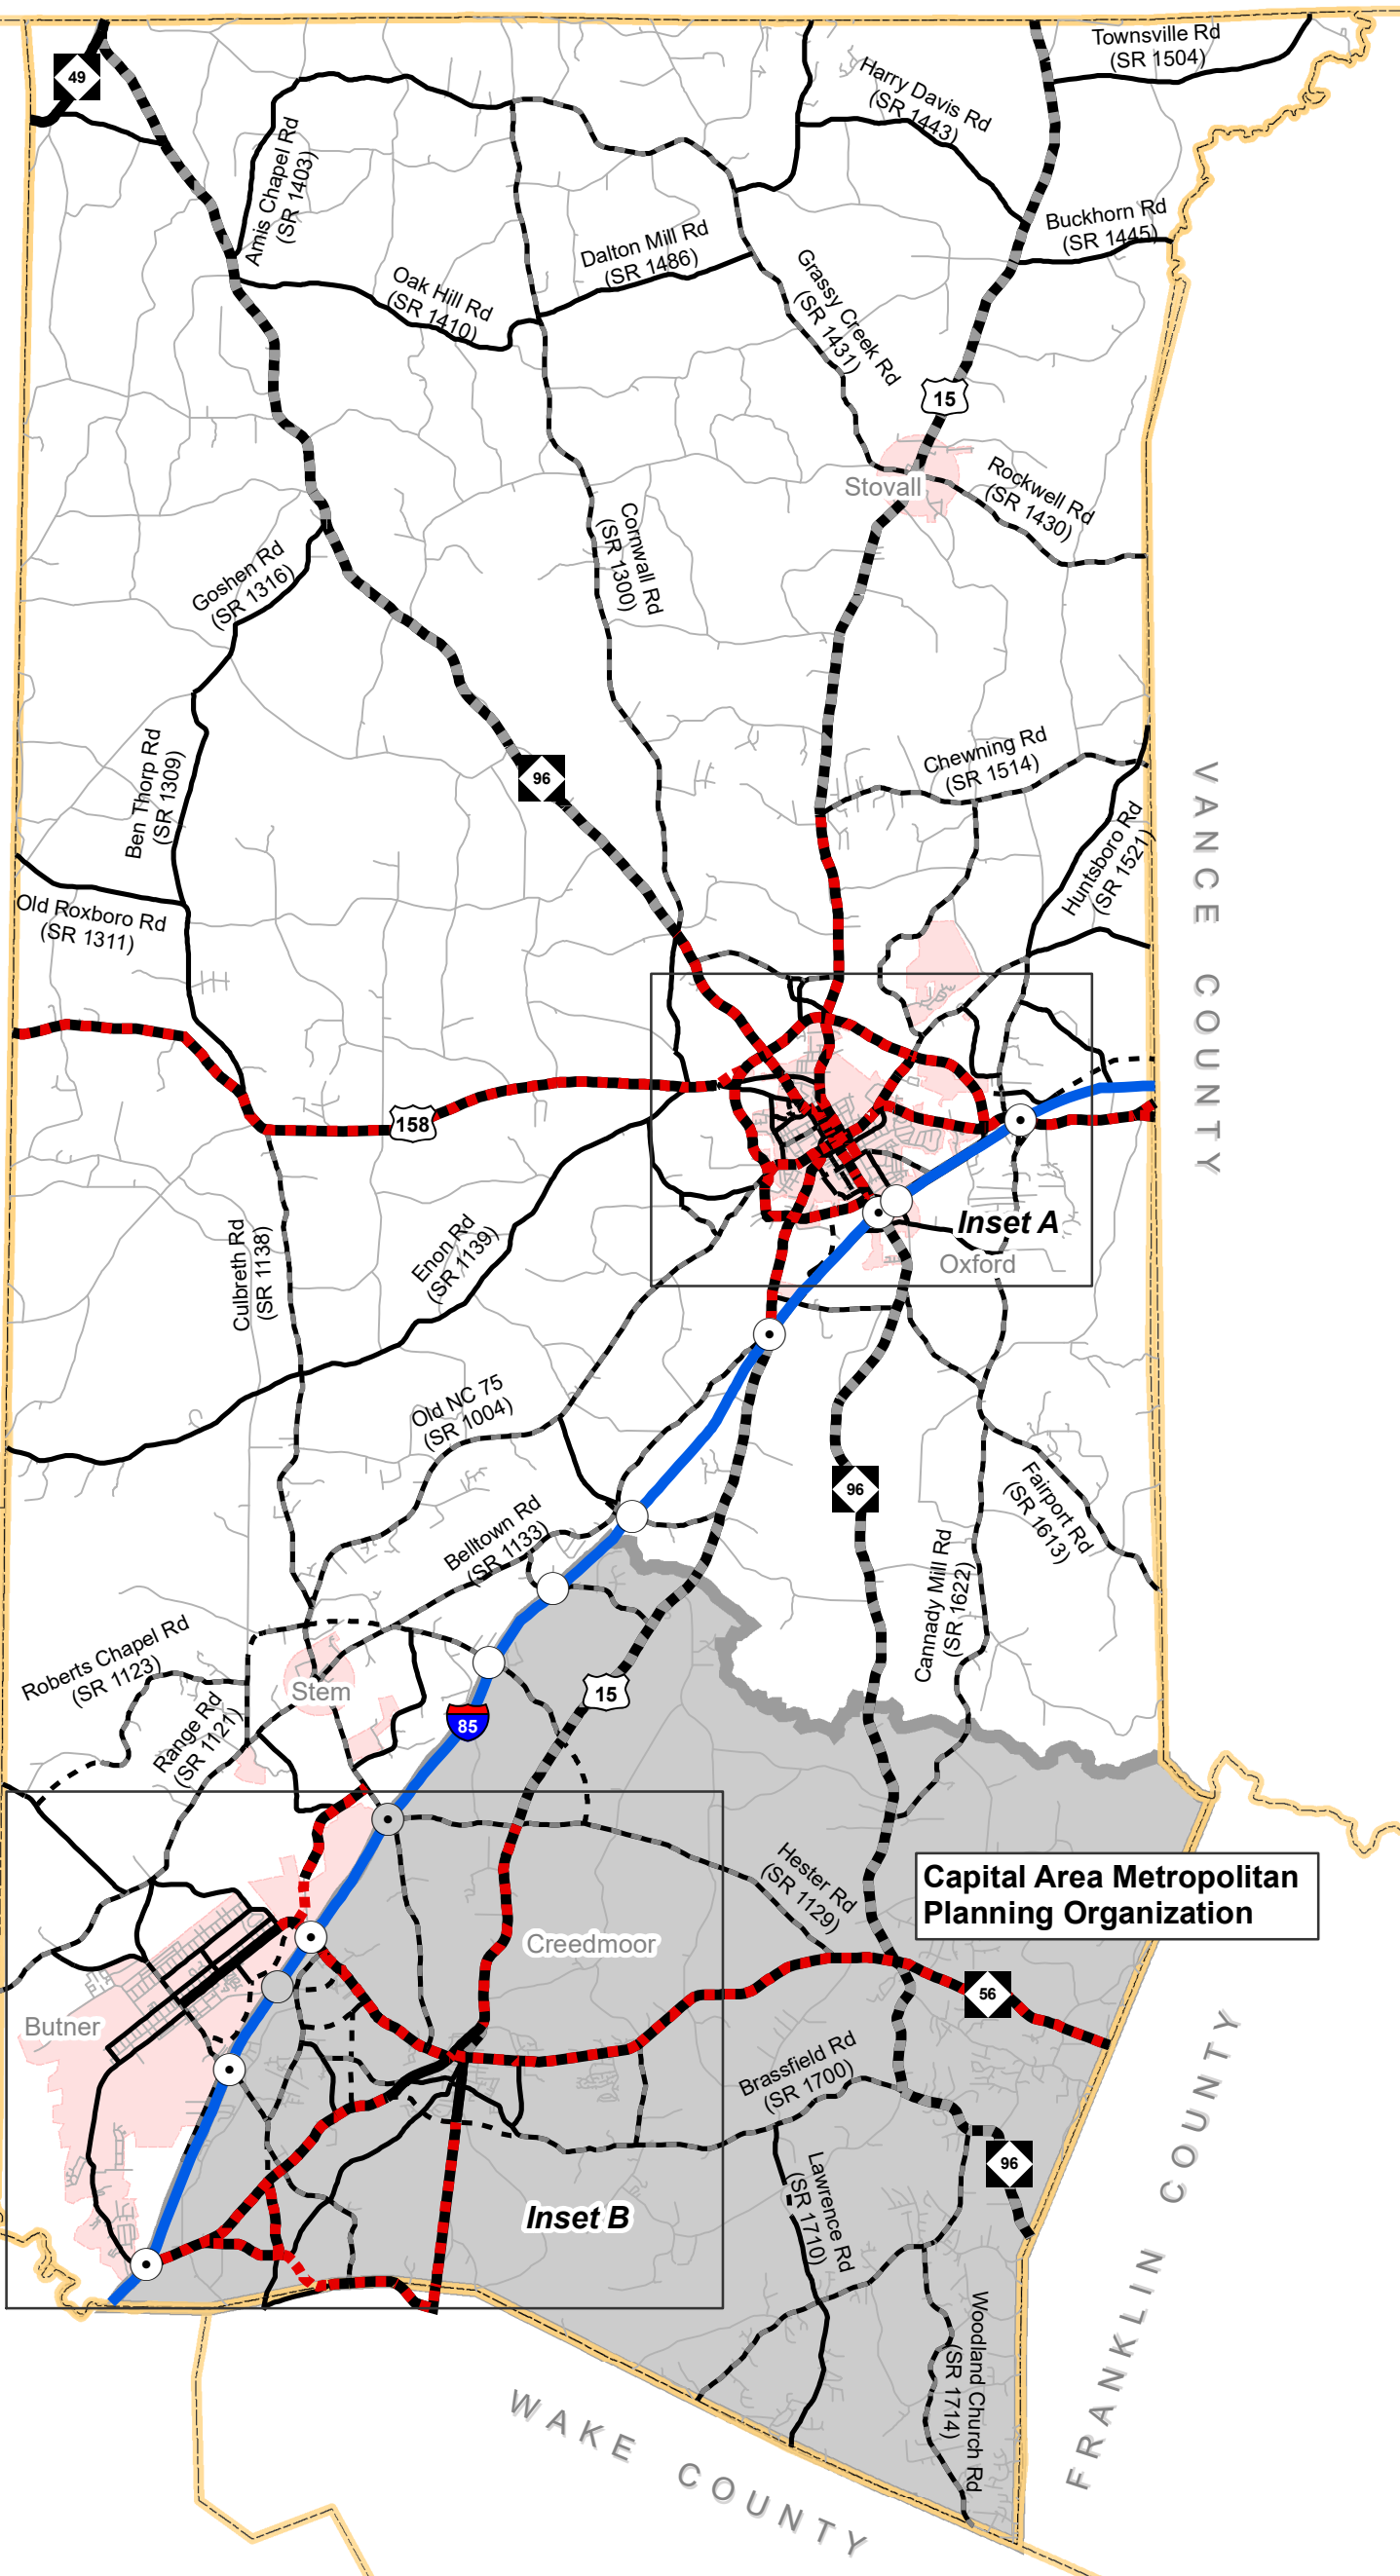 49
Townsville Rd
(SR 1504)
Harry Davis Rd
(SR 1443)
Amis Chapel Rd
(SR 1403)
Buckhorn Rd
(SR 1445)
Dalton Mill Rd
(SR 1486)
Oak Hill Rd
(SR 1410)
Grassy Creek Rd
(SR 1431)
15
Stovall
Rockwell Rd
(SR 1430)
Cornwall Rd
(SR 1300)
Goshen Rd
(SR 1316)
Chewning Rd
(SR 1514)
96
Ben Thorp Rd
(SR 1309)
Huntsboro Rd
(SR 1521)
VANCE COUNTY
Old Roxboro Rd
(SR 1311)
158
Inset A
Oxford
Culbreth Rd
(SR 1138)
Enon Rd
(SR 1139)
Old NC 75
(SR 1004)
96
Fairport Rd
(SR 1613)
Belltown Rd
(SR 1133)
Cannady Mill Rd
(SR 1622)
Roberts Chapel Rd
(SR 1123)
Stem
15
Range Rd
(SR 1121)
85
Hester Rd
(SR 1129)
Capital Area Metropolitan
Planning Organization
Creedmoor
56
Butner
Brassfield Rd
(SR 1700)
96
Lawrence Rd
(SR 1710)
Inset B
Woodland Church Rd
(SR 1714)
FRANKLIN COUNTY
WAKE COUNTY